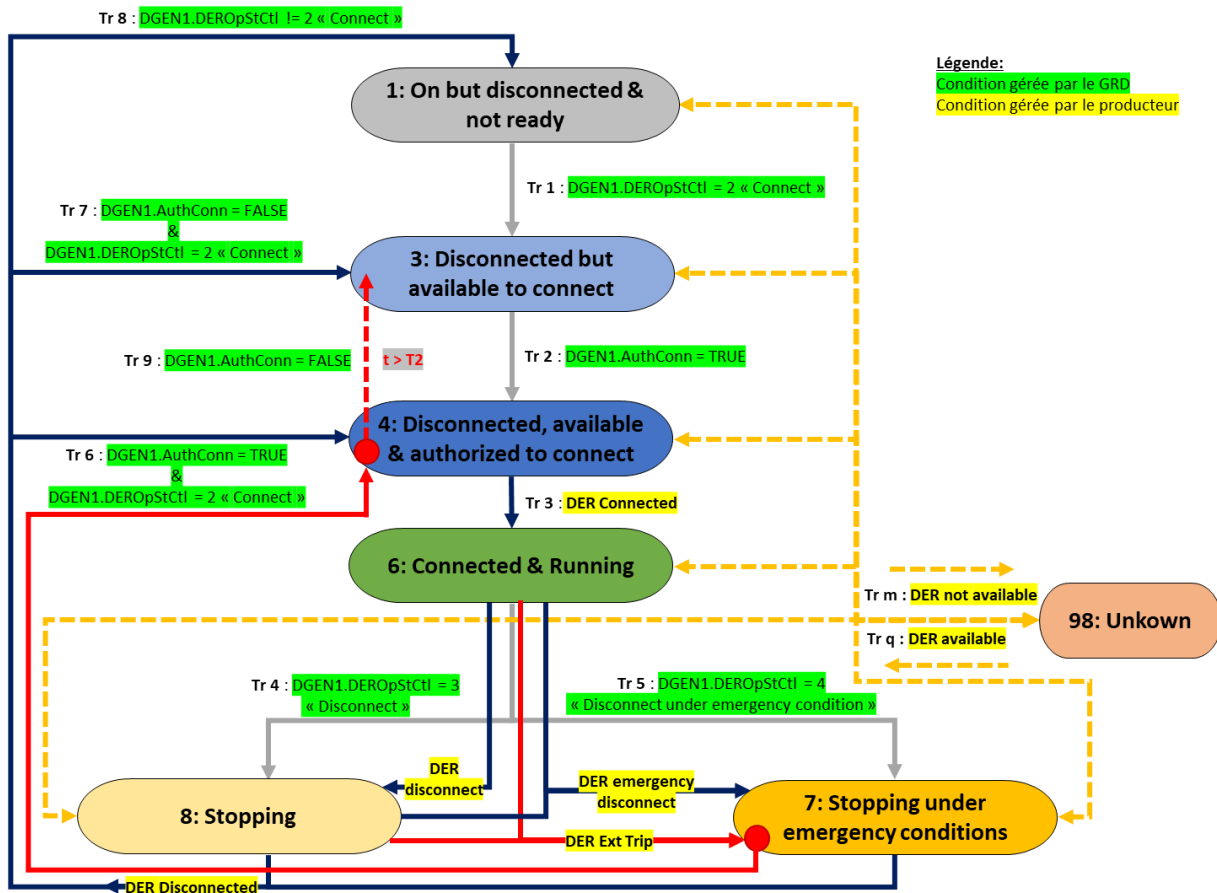 Tr 8 : DGEN1.DEROpStCtl != 2 « Connect »
Légende:
Condition gérée par le GRD
Condition gérée par le producteur
1: On but disconnected &
not ready
Tr 1 : DGEN1.DEROpStCtl = 2 « Connect »
Tr 7 : DGEN1.AuthConn = FALSE
&
DGEN1.DEROpStCtl = 2 « Connect »
3: Disconnected but
available to connect
Tr 9 : DGEN1.AuthConn = FALSE
t > T2
Tr 2 : DGEN1.AuthConn = TRUE
4: Disconnected, available
& authorized to connect
Tr 6 : DGEN1.AuthConn = TRUE
&
DGEN1.DEROpStCtl = 2 « Connect »
Tr 3 : DER Connected
6: Connected & Running
Tr m : DER not available
98: Unkown
Tr q : DER available
Tr 4 : DGEN1.DEROpStCtl = 3
« Disconnect »
Tr 5 : DGEN1.DEROpStCtl = 4
« Disconnect under emergency condition »
DER
disconnect
DER emergency
disconnect
8: Stopping
7: Stopping under
emergency conditions
DER Ext Trip
DER Disconnected